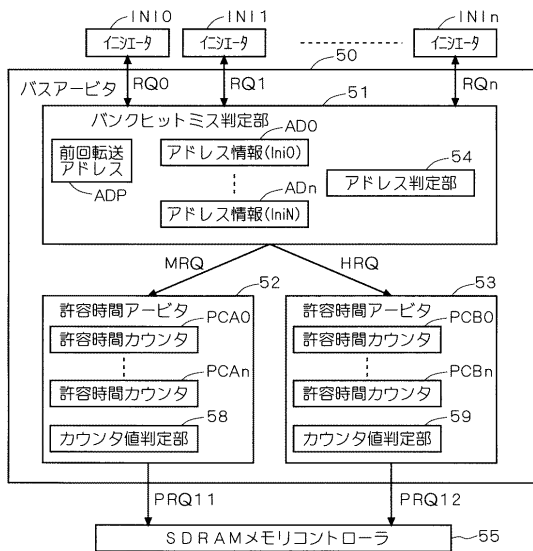 INI0
INI1
INIn
イニシエータ
イニシエータ
イニシエータ
50
バスアービタ
RQ0
RQ1
RQn
51
バンクヒットミス判定部
AD0
前回転送
アドレス
アドレス情報(Ini0)
54
アドレス判定部
ADP
ADn
アドレス情報(IniN)
MRQ
HRQ
52
53
許容時間アービタ
許容時間アービタ
PCA0
PCB0
許容時間カウンタ
許容時間カウンタ
PCAn
PCBn
許容時間カウンタ
許容時間カウンタ
58
59
カウンタ値判定部
カウンタ値判定部
PRQ11
PRQ12
SDRAMメモリコントローラ
55